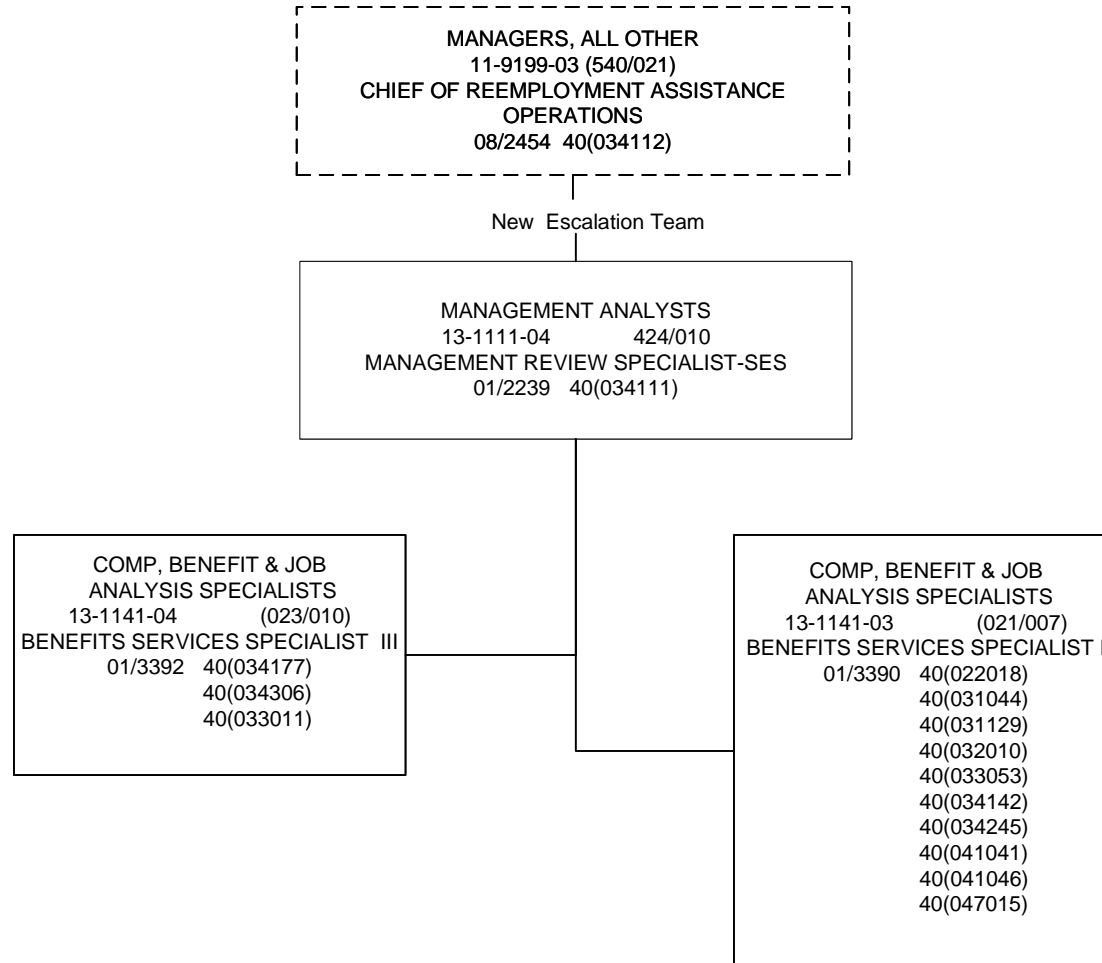 MANAGERS, ALL OTHER
11-9199-03 (540/021)
CHIEF OF REEMPLOYMENT ASSISTANCE
OPERATIONS
08/2454 40(034112)
New Escalation Team
MANAGEMENT ANALYSTS
13-1111-04 424/010
MANAGEMENT REVIEW SPECIALIST-SES
01/2239 40(034111)
COMP, BENEFIT & JOB
ANALYSIS SPECIALISTS
13-1141-04 (023/010)
BENEFITS SERVICES SPECIALIST III
01/3392 40(034177)
40(034306)
40(033011)
COMP, BENEFIT & JOB
ANALYSIS SPECIALISTS
13-1141-03 (021/007)
BENEFITS SERVICES SPECIALIST
01/3390 40(022018)
40(031044)
40(031129)
40(032010)
40(033053)
40(034142)
40(034245)
40(041041)
40(041046)
40(047015)